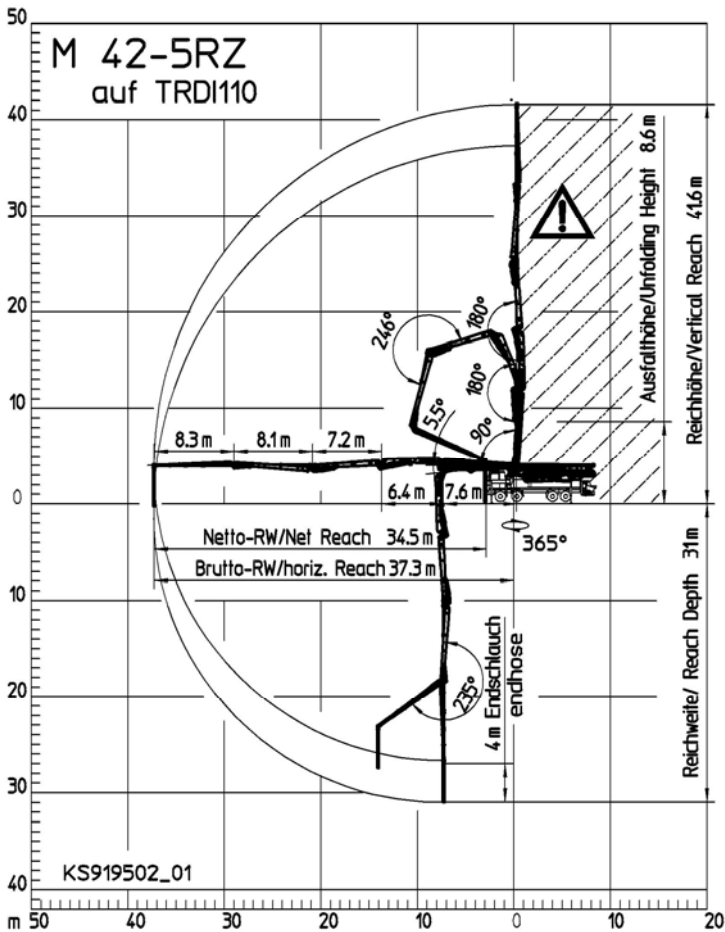 50
M 42-5RZ
auf TRDI110
40
30
20
10
0
10
20
30
40
m 50 40 30 20 10 0 10 20
Ausfalthöhe/Unfolding Height 8.6 m
Reichhöhe/Vertical Reach 41.6 m
246°
180°
180°
55°
90°
8.3 m 8.1 m 7.2 m
6.4 m 7.6 m
Netto-RW/Net Reach 34.5 m
365°
Brutto-RW/horiz. Reach 37.3 m
235°
4 m Endschlauch
endhose
Reichweite/ Reach Depth 31m
KS919502_01